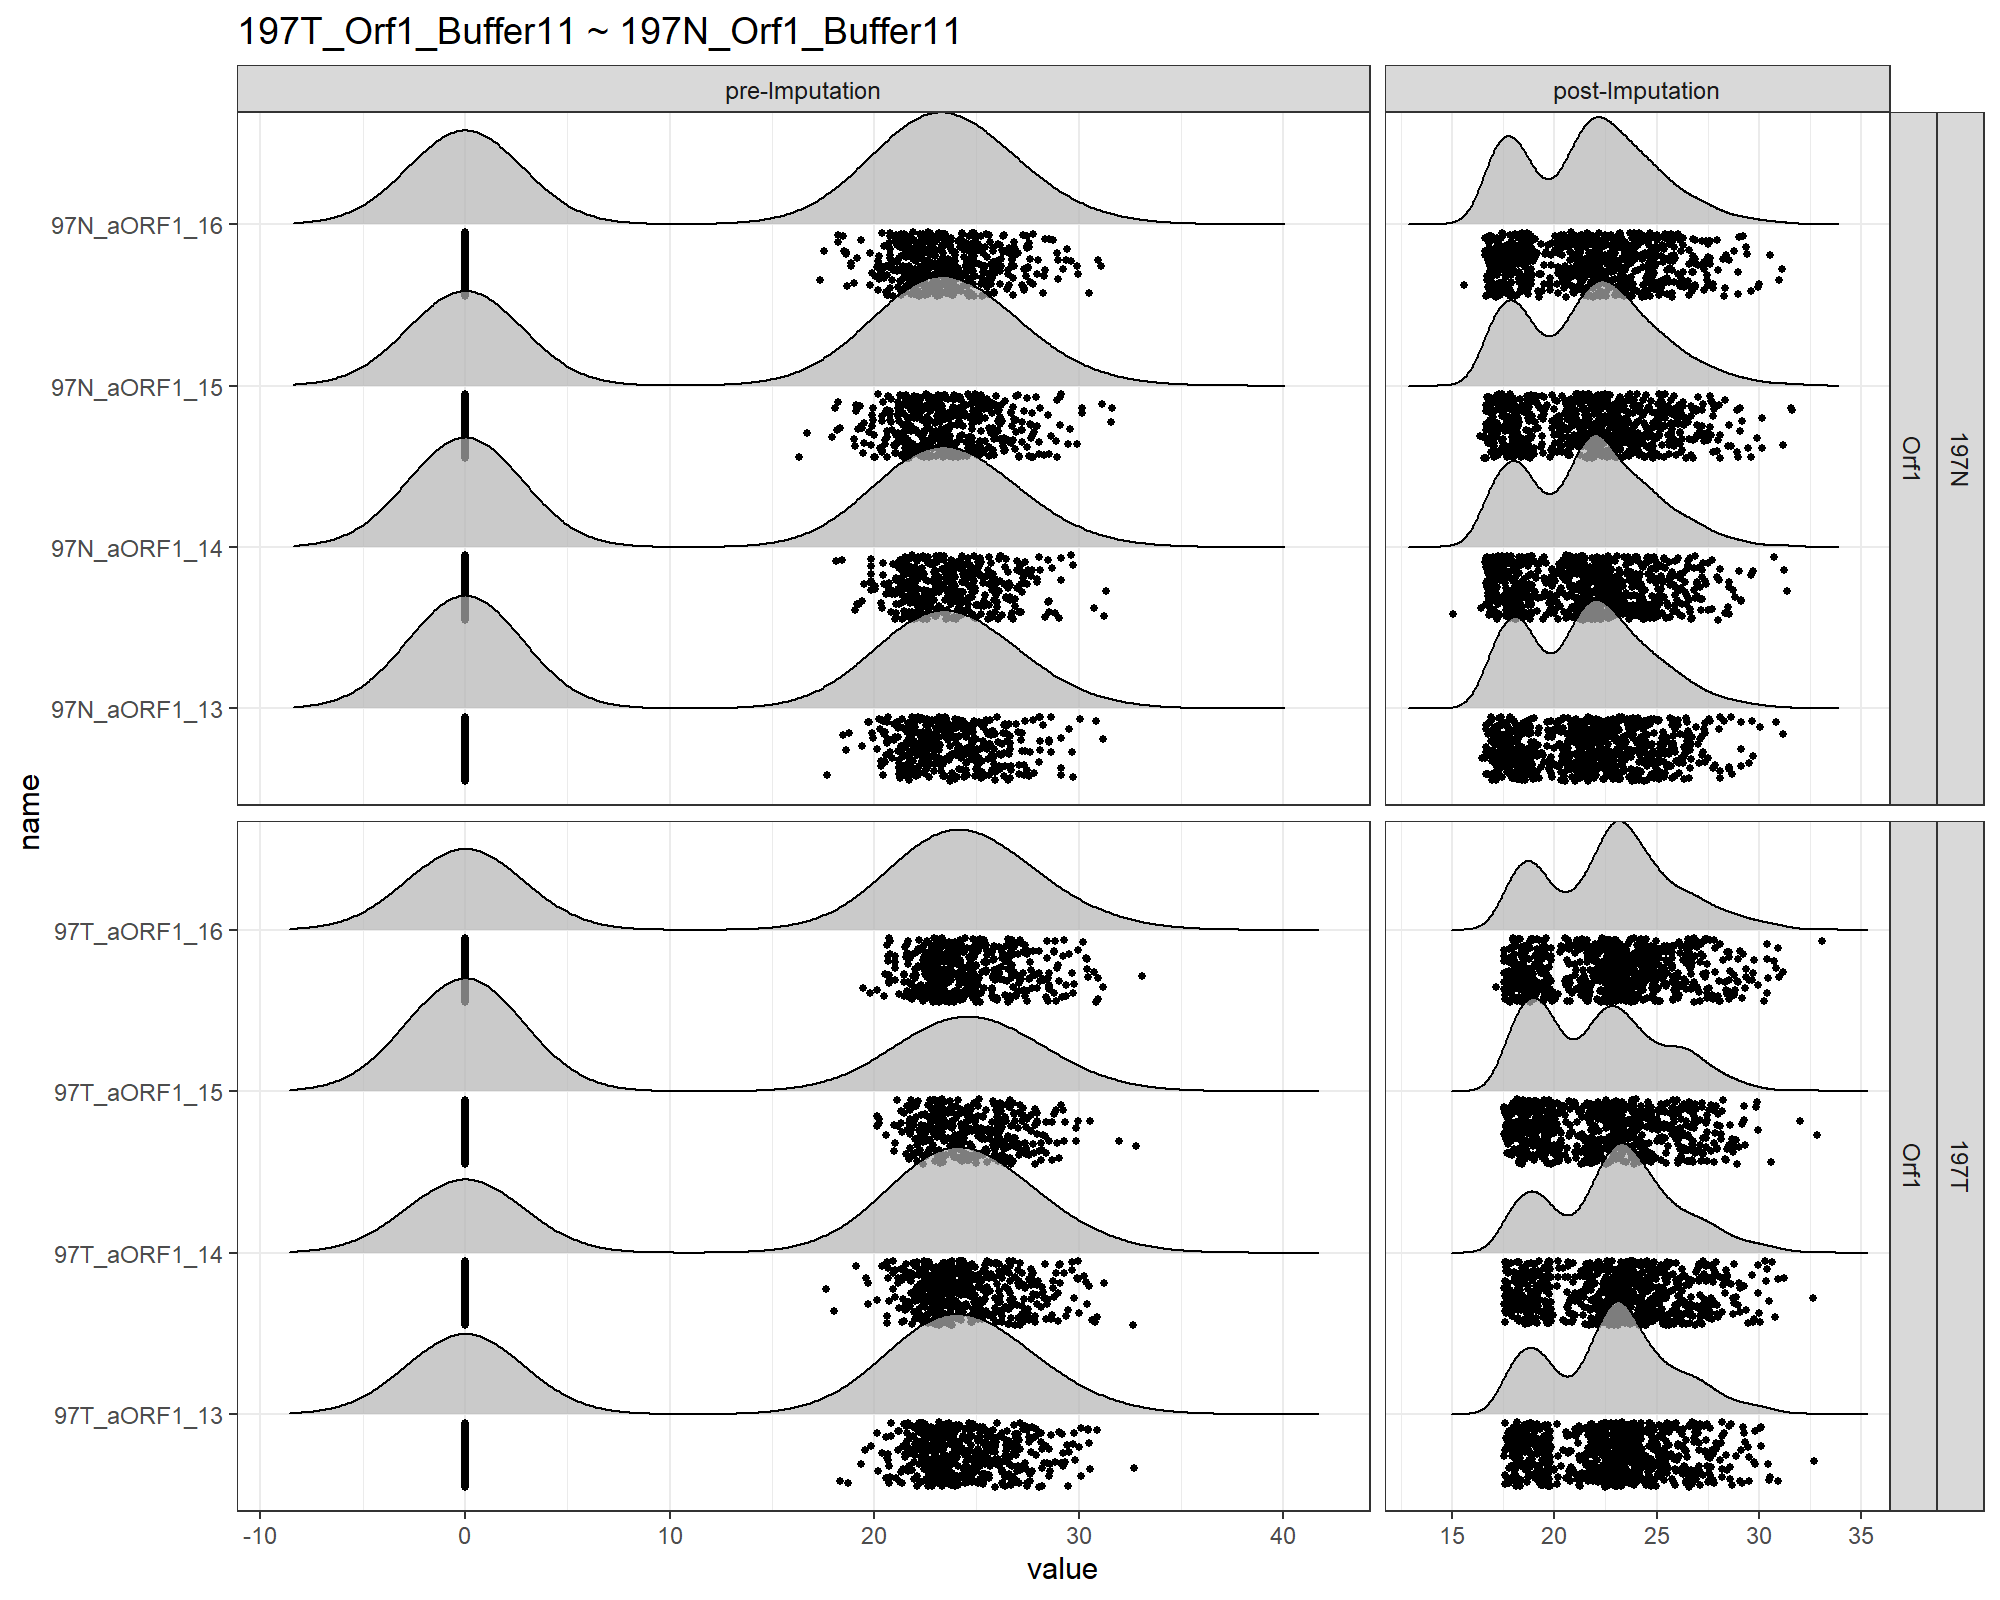 197T_Orf1_Buffer11 ~ 197N_Orf1_Buffer11
pre-Imputation
post-Imputation
97N_aORF1_16
97N_aORF1_15
97N_aORF1_14
97N_aORF1_13
Orf1
197N
name
97T_aORF1_16
97T_aORF1_15
97T_aORF1_14
97T_aORF1_13
Orf1
197T
-10 0 10 20 30 40 15 20 25 30 35
value